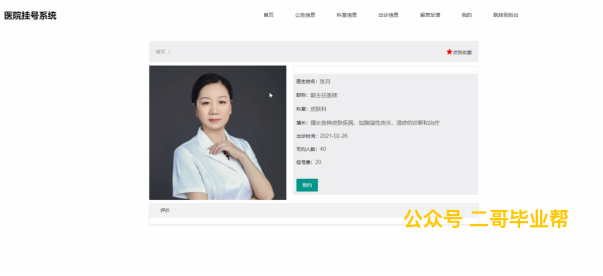 医院挂号系统
首页 公告信息 科室信息 出诊信息 留言反馈 我的 跳转到后台
首页
点我收藏
医生姓名：张月
职称：副主任医师
科室：皮肤科
擅长：擅长各种皮肤疾病，如脂溢性皮炎、湿疹的诊断和治疗
出诊时间：2021-02-26
可约人数：40
挂号费：20
预约
评价
公众号 二哥毕业帮